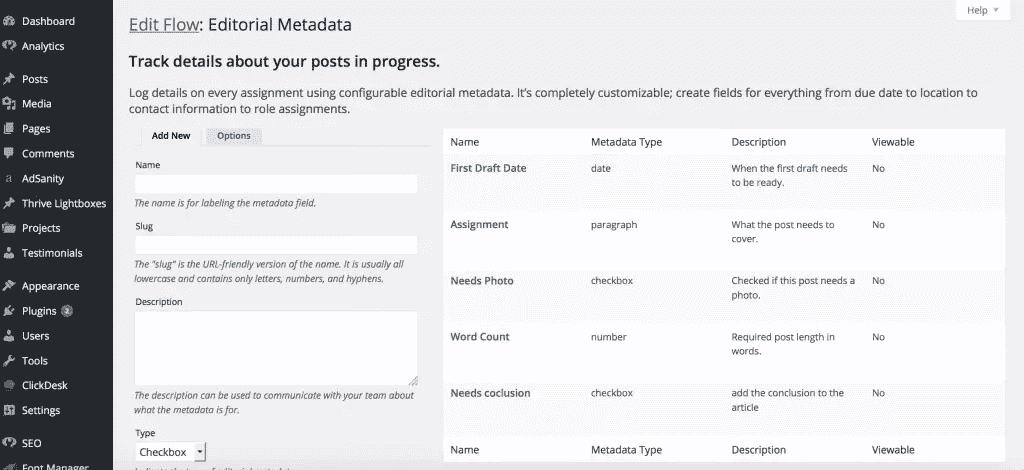 Dashboard
Analytics
Posts
Media
Pages
Comments
a AdSanity
Thrive Lightboxes
Projects
Testimonials
Appearance
Plugins 2
Users
Tools
ClickDesk
Settings
SEO
Font Manager
Help
Edit Flow: Editorial Metadata
Track details about your posts in progress.
Log details on every assignment using configurable editorial metadata. It's completely customizable; create fields for everything from due date to location to
contact information to role assignments.
Add New Options
Name
The name is for labeling the metadata field.
Slug
The "slug" is the URL-friendly version of the name. It is usually all
lowercase and contains only letters, numbers, and hyphens.
Description
The description can be used to communicate with your team about
what the metadata is for.
Type
Checkbox
Name Metadata Type Description Viewable
First Draft Date date When the first draft needs No
to be ready.
Assignment paragraph What the post needs to No
cover.
Needs Photo checkbox Checked if this post needs a No
photo.
Word Count number Required post length in No
words.
Needs coclusion checkbox add the conclusion to the No
article
Name Metadata Type Description Viewable